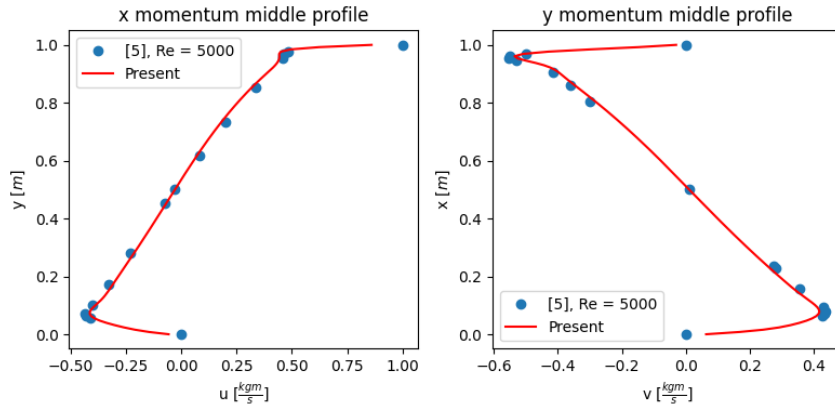 x momentum middle profile
1.0
0.8
0.6
0.4
0.2
0.0
y [m]
[5], Re = 5000
Present
−0.50
−0.25
0.00
0.25
0.50
0.75
1.00
u [kgm/s]
y momentum middle profile
1.0
0.8
0.6
0.4
0.2
0.0
x [m]
[5], Re = 5000
Present
−0.6
−0.4
−0.2
0.0
0.2
0.4
v [kgm/s]